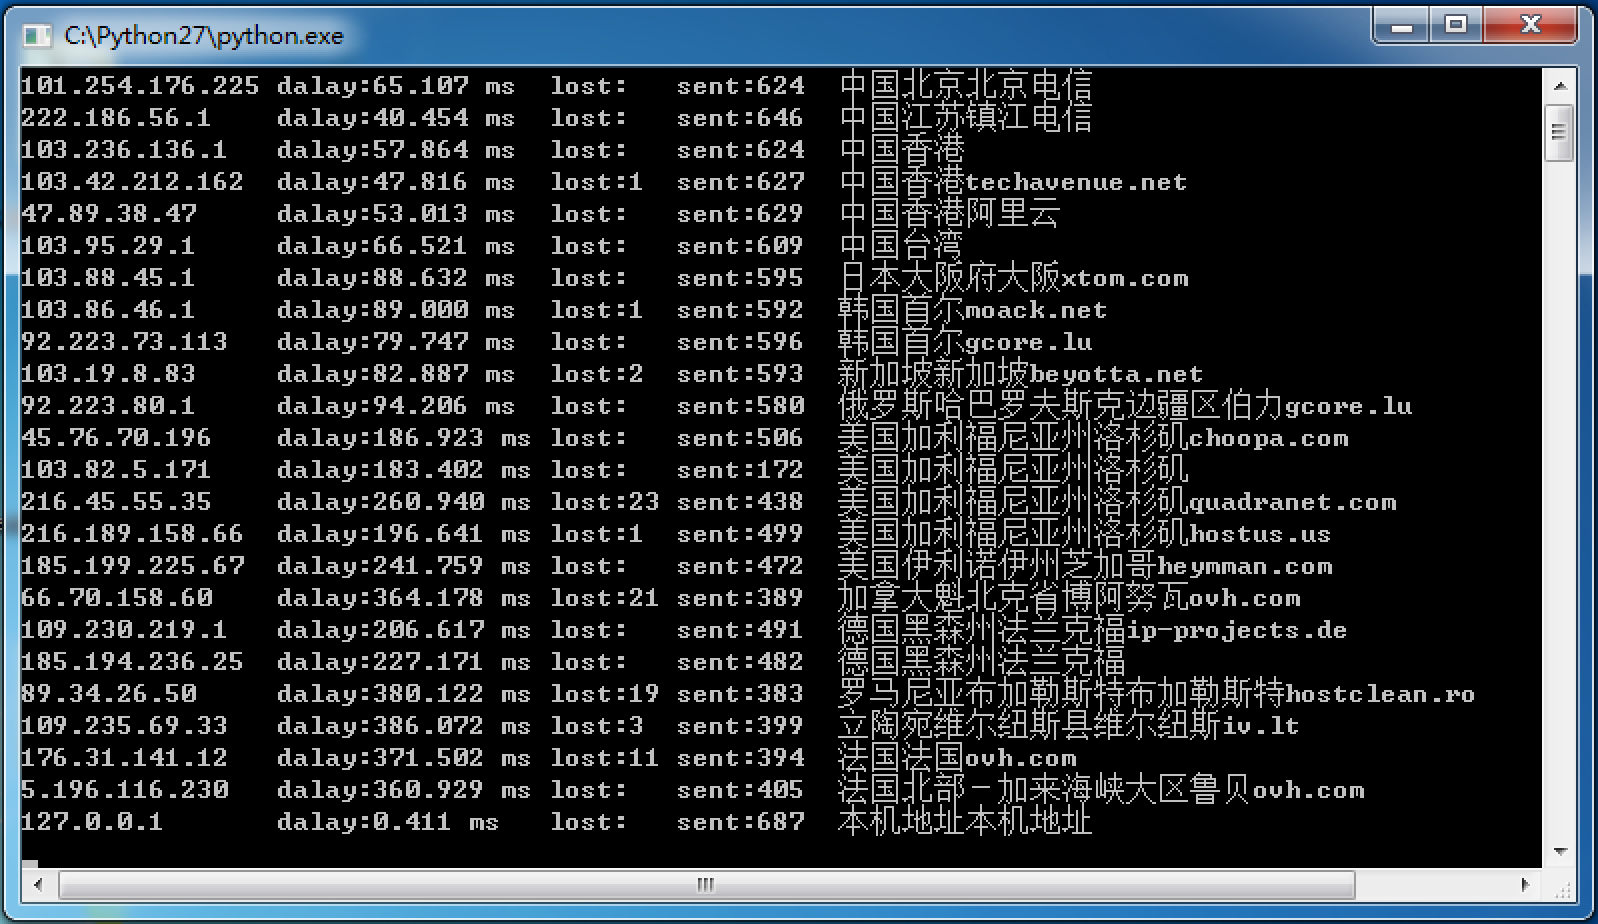 C:\Python27\python.exe
101.254.176.225 dalay:65.107 ms lost: sent:624 中国北京北京电信
222.186.56.1 dalay:40.454 ms lost: sent:646 中国江苏镇江电信
103.236.136.1 dalay:57.864 ms lost: sent:624 中国香港
103.42.212.162 dalay:47.816 ms lost:1 sent:627 中国香港techavenue.net
47.89.38.47 dalay:53.013 ms lost: sent:629 中国香港阿里云
103.95.29.1 dalay:66.521 ms lost: sent:609 中国台湾
103.88.45.1 dalay:88.632 ms lost: sent:595 日本大阪府大阪xtom.com
103.86.46.1 dalay:89.000 ms lost:1 sent:592 韩国首尔moack.net
92.223.73.113 dalay:79.747 ms lost: sent:596 韩国首尔gcore.lu
103.19.8.83 dalay:82.887 ms lost:2 sent:593 新加坡新加坡beyotta.net
92.223.80.1 dalay:94.206 ms lost: sent:580 俄罗斯哈巴罗夫斯克边疆区伯力gcore.lu
45.76.70.196 dalay:186.923 ms lost: sent:506 美国加利福尼亚州洛杉矶choopa.com
103.82.5.171 dalay:183.402 ms lost: sent:172 美国加利福尼亚州洛杉矶
216.45.55.35 dalay:260.940 ms lost:23 sent:438 美国加利福尼亚州洛杉矶quadranet.com
216.189.158.66 dalay:196.641 ms lost:1 sent:499 美国加利福尼亚州洛杉矶hostus.us
185.199.225.67 dalay:241.759 ms lost: sent:472 美国伊利诺伊州芝加哥heymman.com
66.70.158.60 dalay:364.178 ms lost:21 sent:389 加拿大魁北克省博阿努瓦ovh.com
109.230.219.1 dalay:206.617 ms lost: sent:491 德国黑森州法兰克福ip-projects.de
185.194.236.25 dalay:227.171 ms lost: sent:482 德国黑森州法兰克福
89.34.26.50 dalay:380.122 ms lost:19 sent:383 罗马尼亚布加勒斯特布加勒斯特hostclean.ro
109.235.69.33 dalay:386.072 ms lost:3 sent:399 立陶宛维尔纽斯县维尔纽斯iv.lt
176.31.141.12 dalay:371.502 ms lost:11 sent:394 法国法国ovh.com
5.196.116.230 dalay:360.929 ms lost: sent:405 法国北部－加来海峡大区鲁贝ovh.com
127.0.0.1 dalay:0.411 ms lost: sent:687 本机地址本机地址